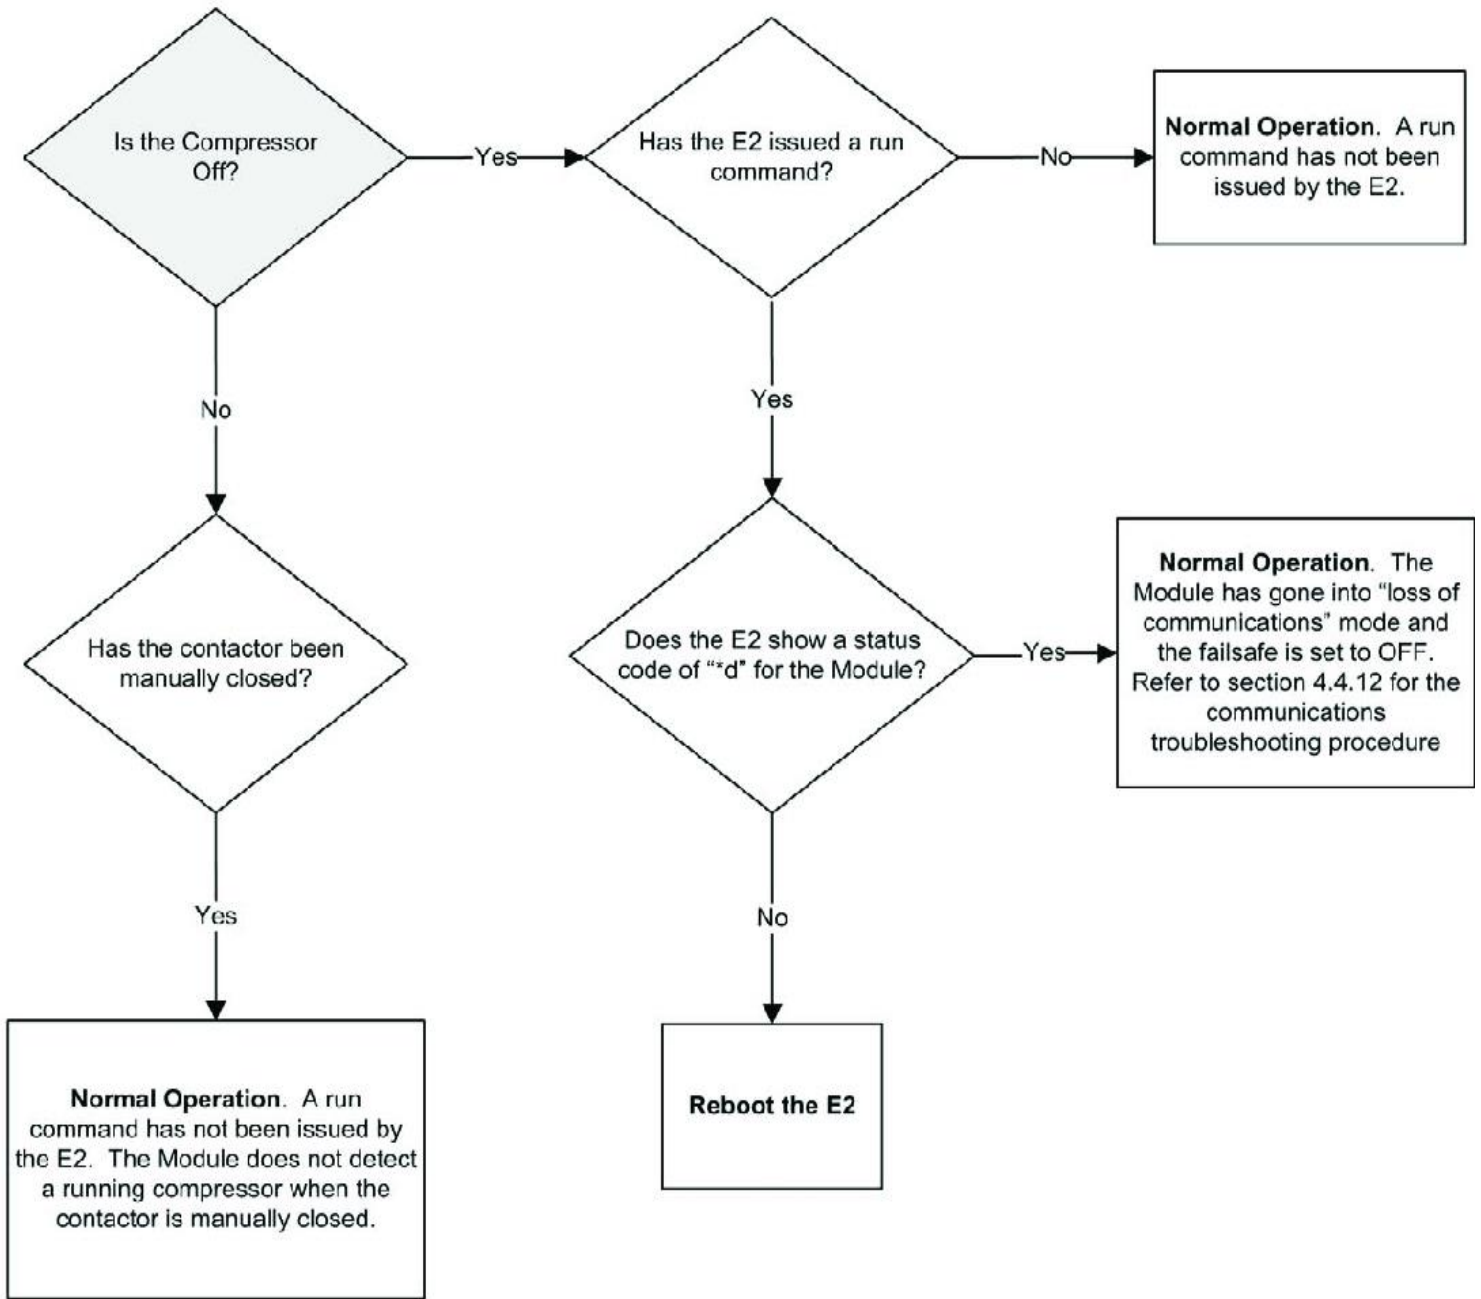 Is the Compressor
Off?
Yes
Has the E2 issued a run
command?
No
Normal Operation. A run
command has not been
issued by the E2.
No
Yes
Has the contactor been
manually closed?
Does the E2 show a status
code of “*d” for the Module?
Yes
Normal Operation. The
Module has gone into “loss of
communications” mode and
the failsafe is set to OFF.
Refer to section 4.4.12 for the
communications
troubleshooting procedure
Yes
No
Normal Operation. A run
command has not been issued by
the E2. The Module does not detect
a running compressor when the
contactor is manually closed.
Reboot the E2